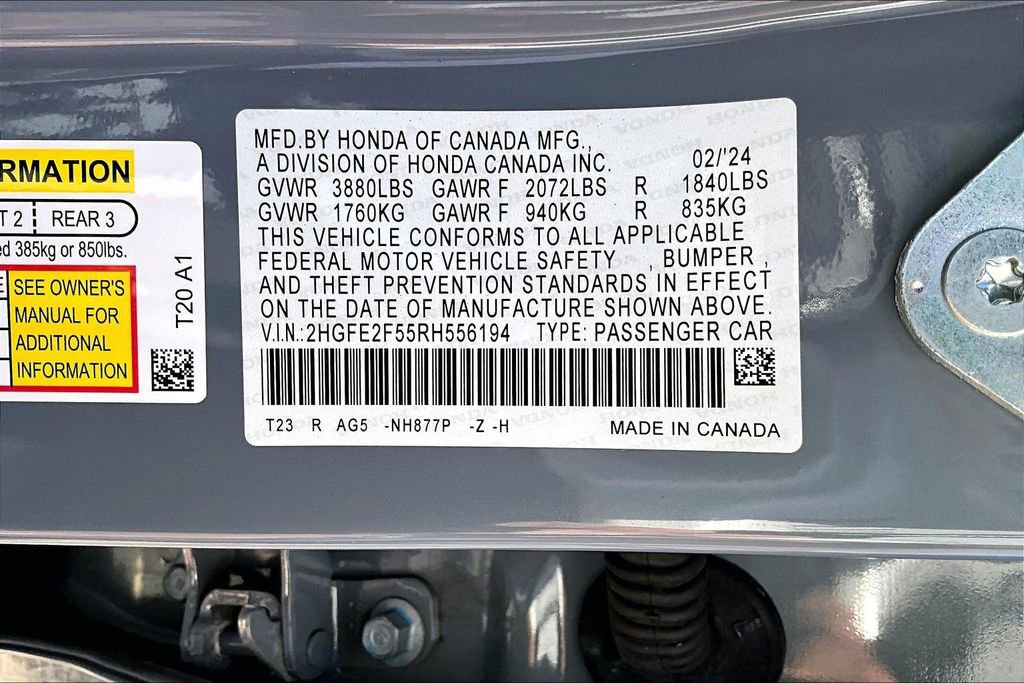 RMATION
T 2 REAR 3
ed 385kg or 850lbs.
E SEE OWNER'S
MANUAL FOR
ADDITIONAL
INFORMATION
T20 A1
MFD.BY HONDA OF CANADA MFG.,
A DIVISION OF HONDA CANADA INC. 02/'24
GVWR 3880LBS GAWR F 2072LBS R 1840LBS
GVWR 1760KG GAWR F 940KG R 835KG
THIS VEHICLE CONFORMS TO ALL APPLICABLE
FEDERAL MOTOR VEHICLE SAFETY , BUMPER ,
AND THEFT PREVENTION STANDARDS IN EFFECT
ON THE DATE OF MANUFACTURE SHOWN ABOVE.
V.I.N.:2HGFE2F55RH556194 TYPE: PASSENGER CAR
T23 R AG5 -NH877P -Z -H MADE IN CANADA